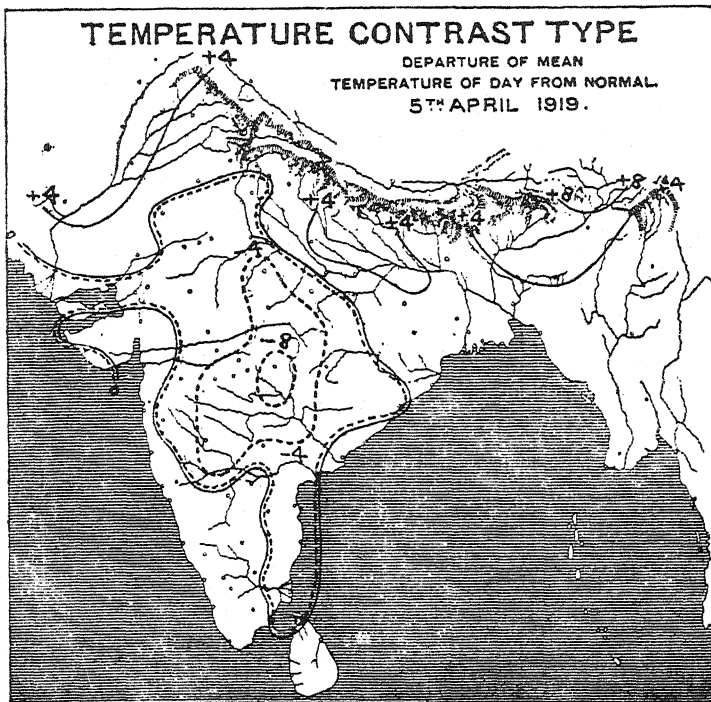 TEMPERATURE CONTRAST TYPE
DEPARTURE OF MEAN
TEMPERATURE OF DAY FROM NORMAL.
5TH APRIL 1919.
+4
+4
+4
+4
+4
+8
+8
+4
-8
-4
0